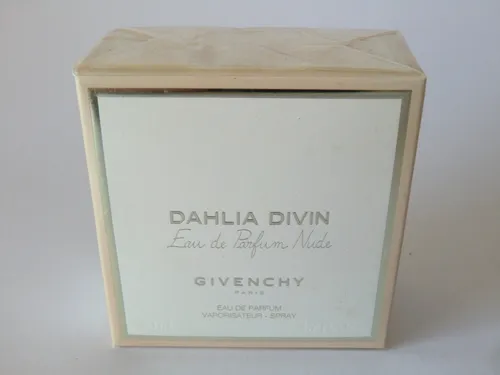 DAHLIA DIVIN
Eau de Parfum Nude
GIVENCHY
PARIS
EAU DE PARFUM
VAPORISATEUR - SPRAY